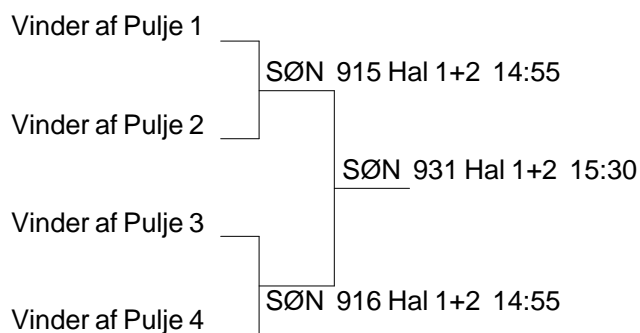 Vinder af Pulje 1
SØN 915 Hal 1+2 14:55
Vinder af Pulje 2
SØN 931 Hal 1+2 15:30
Vinder af Pulje 3
SØN 916 Hal 1+2 14:55
Vinder af Pulje 4